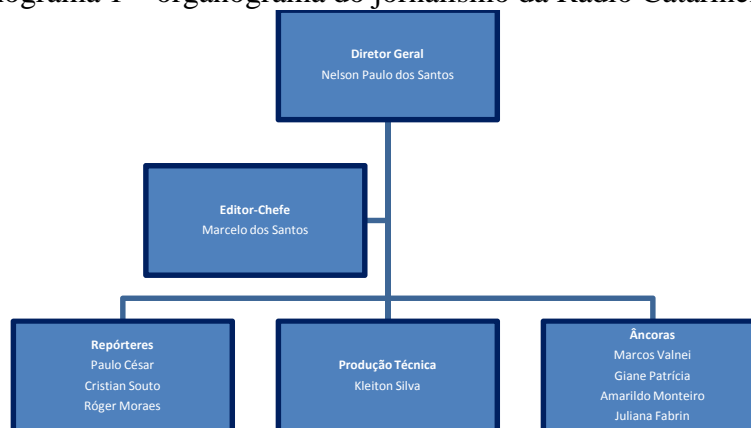 organograma do jornalismo da Rádio
Diretor Geral
Nelson Paulo dos Santos
Editor-Chefe
Marcelo dos Santos
Repórteres
Paulo César
Cristian Souto
Róger Moraes
Produção Técnica
Kleiton Silva
Âncoras
Marcos Valnei
Giane Patrícia
Amarildo Monteiro
Juliana Fabrin